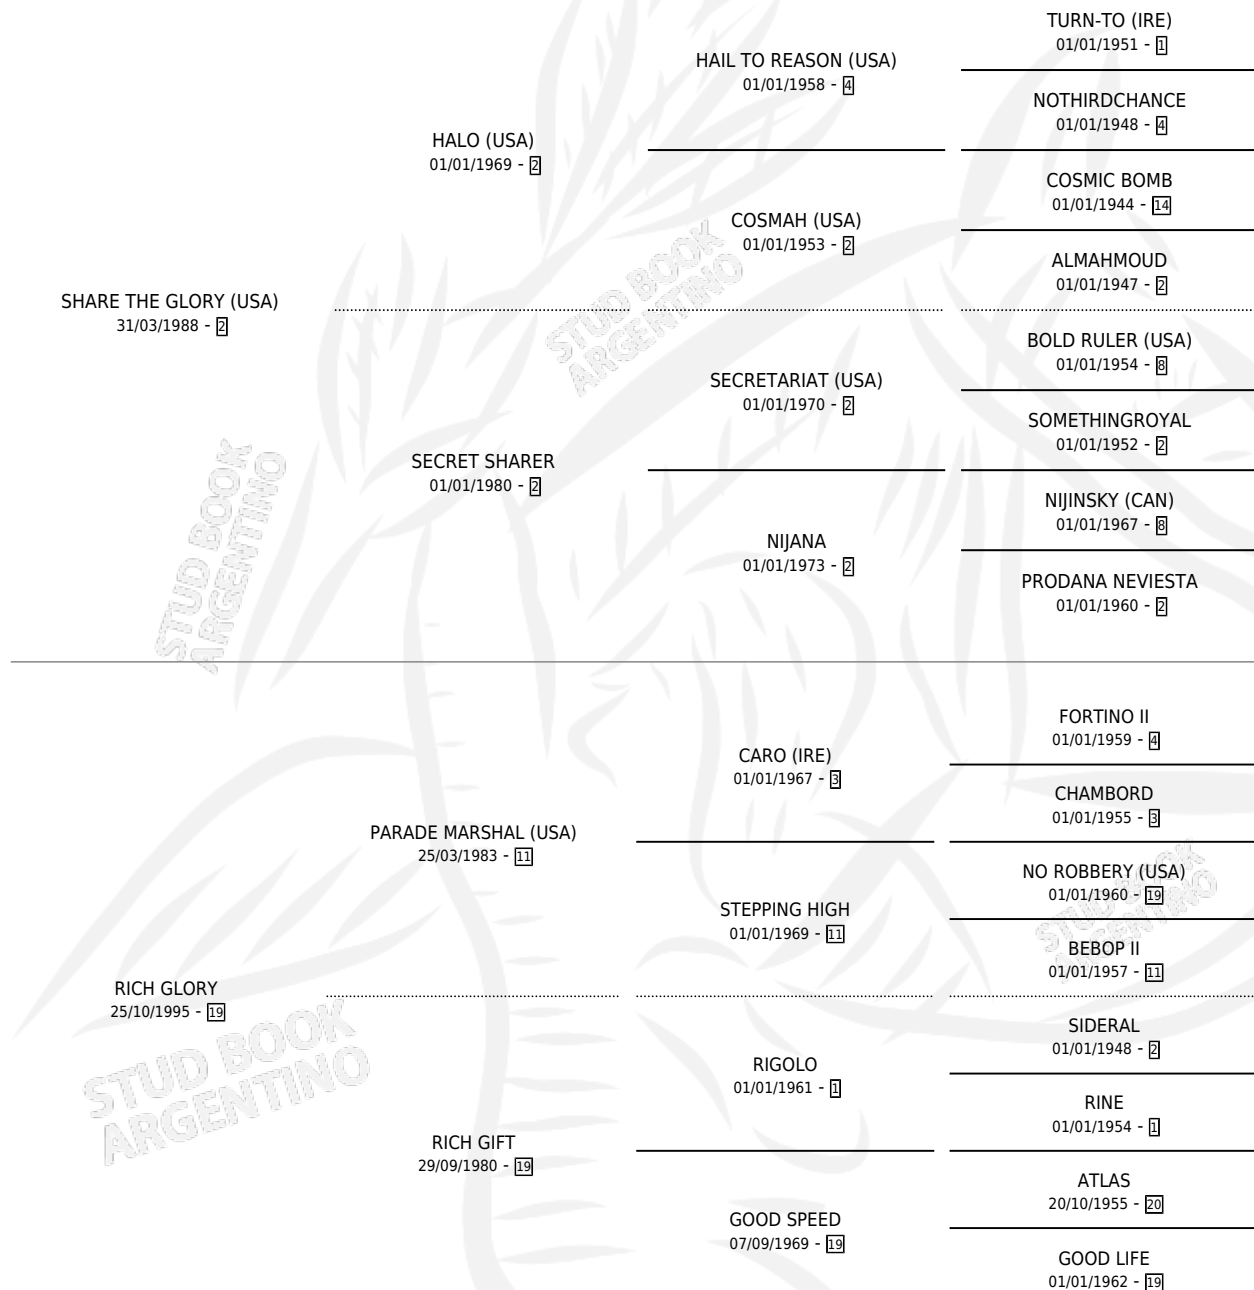 TURN-TO (IRE)
01/01/1951 - 1
HAIL TO REASON (USA)
01/01/1958 - 4
NOTHIRDCHANCE
01/01/1948 - 4
HALO (USA)
01/01/1969 - 2
COSMIC BOMB
01/01/1944 - 14
COSMAH (USA)
01/01/1953 - 2
ALMAHMOUD
01/01/1947 - 2
SHARE THE GLORY (USA)
31/03/1988 - 2
BOLD RULER (USA)
01/01/1954 - 8
SECRETARIAT (USA)
01/01/1970 - 2
SOMETHINGROYAL
01/01/1952 - 2
SECRET SHARER
01/01/1980 - 2
NIJINSKY (CAN)
01/01/1967 - 8
NIJANA
01/01/1973 - 2
PRODANA NEVIESTA
01/01/1960 - 2
FORTINO II
01/01/1959 - 4
CARO (IRE)
01/01/1967 - 3
CHAMBORD
01/01/1955 - 3
PARADE MARSHAL (USA)
25/03/1983 - 11
NO ROBBERY (USA)
01/01/1960 - 19
STEPPING HIGH
01/01/1969 - 11
BEBOP II
01/01/1957 - 11
RICH GLORY
25/10/1995 - 19
SIDERAL
01/01/1948 - 2
RIGOLO
01/01/1961 - 1
RINE
01/01/1954 - 1
RICH GIFT
29/09/1980 - 19
ATLAS
20/10/1955 - 20
GOOD SPEED
07/09/1969 - 19
GOOD LIFE
01/01/1962 - 19
STUD BOOK
ARGENTINO
STUD BOOK
ARGENTINO
STUD BOOK
ARGENTINO
STUD BOOK
ARGENTINO